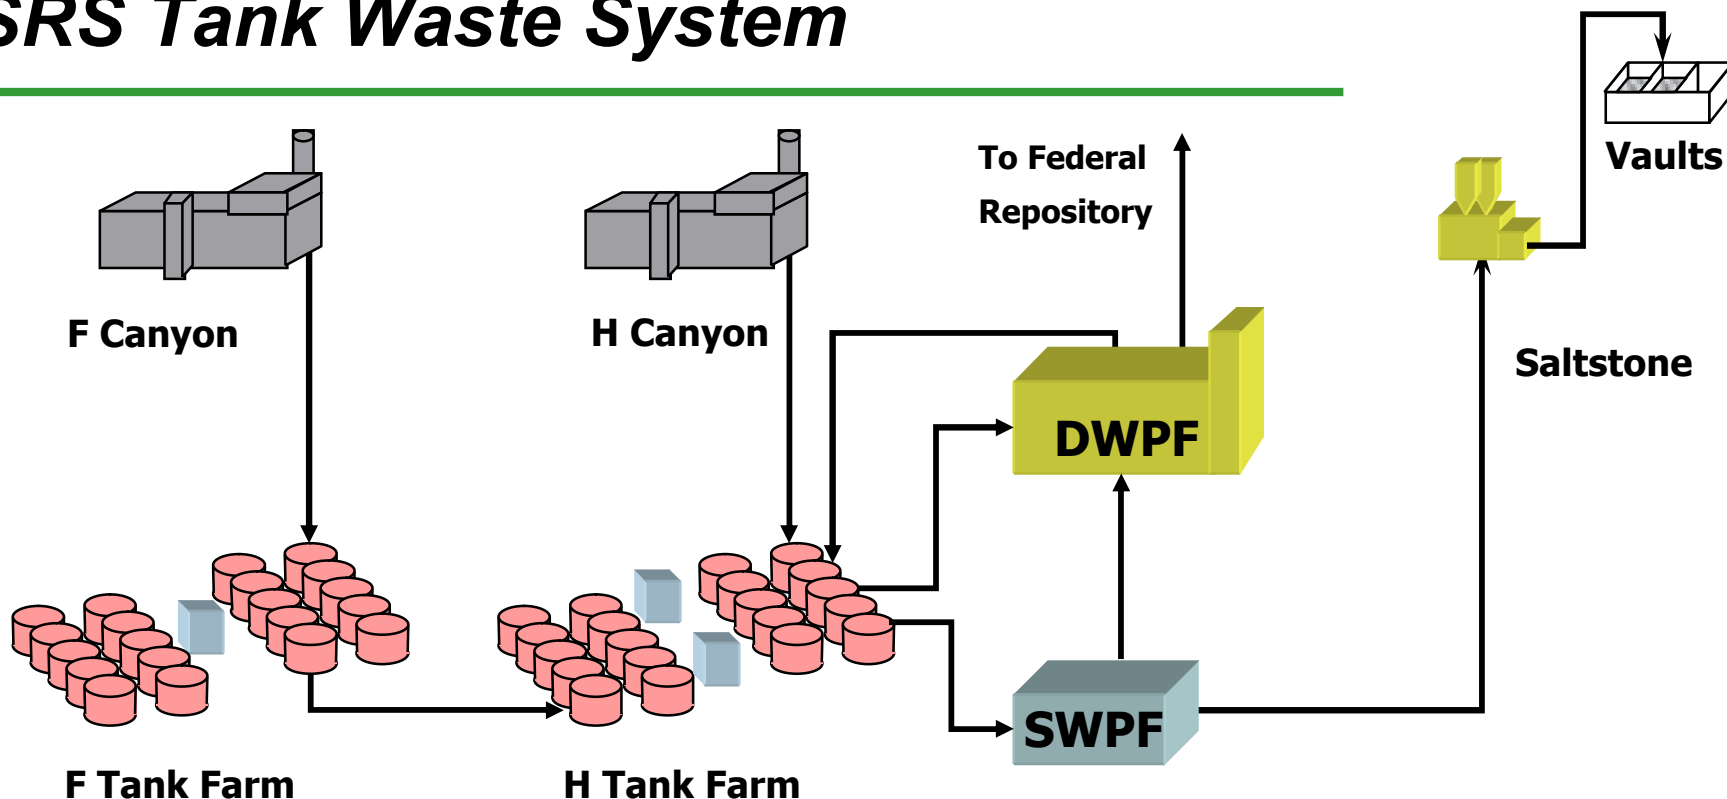 SRS Tank Waste System
To Federal
Repository
Vaults
F Canyon
H Canyon
Saltstone
DWPF
SWPF
F Tank Farm
H Tank Farm